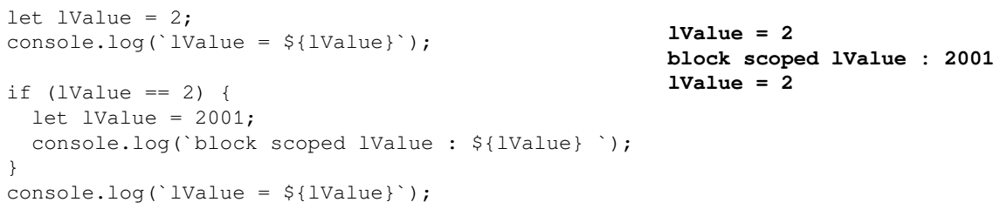 let lValue = 2;
console.log(`lValue = ${lValue}`);
if (lValue == 2) {
  let lValue = 2001;
  console.log(`block scoped lValue : ${lValue} `);
}
console.log(`lValue = ${lValue}`);
lValue = 2
block scoped lValue : 2001
lValue = 2